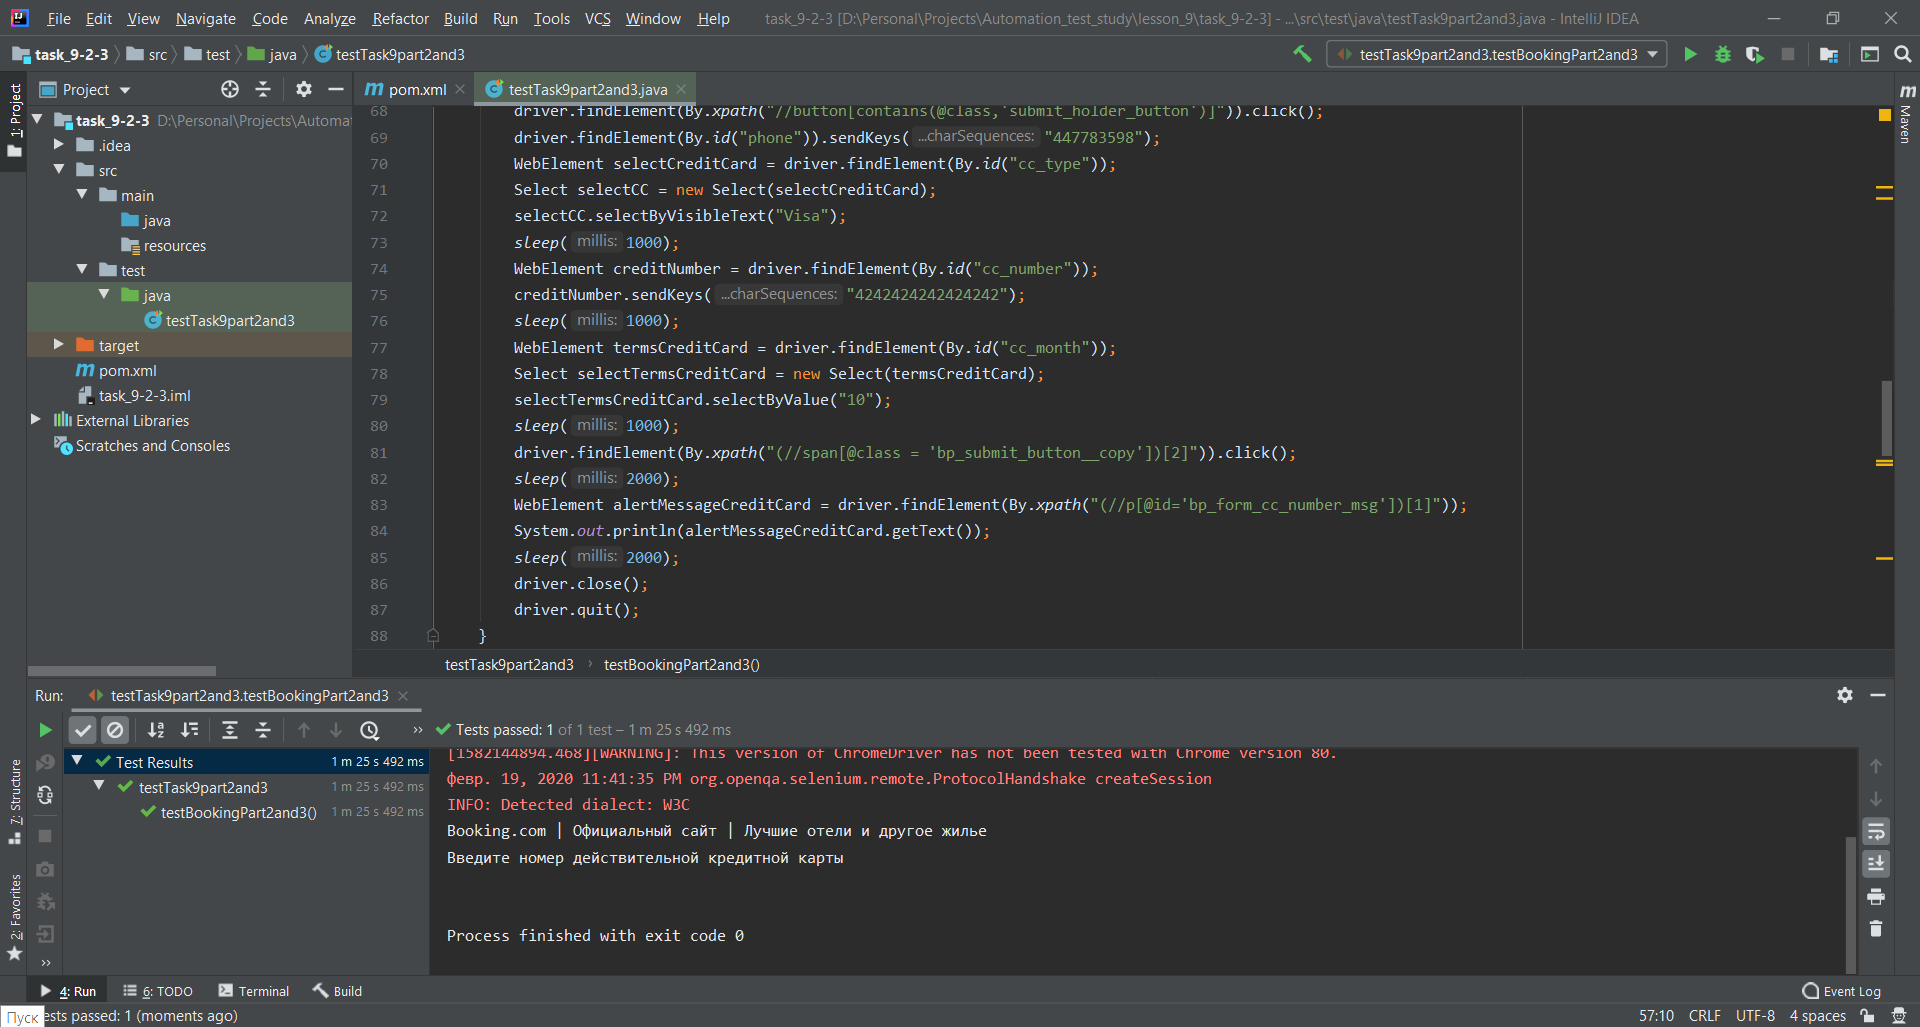 File Edit View Navigate Code Analyze Refactor Build Run Tools VCS Window Help task_9-2-3 [D:\Personal\Projects\Automation_test_study\lesson_9\task_9-2-3] - ...\src\test\java\testTask9part2and3.java - IntelliJ IDEA
task_9-2-3 src test java testTask9part2and3 testTask9part2and3.testBookingPart2and3
1: Project
Project
task_9-2-3 D:\Personal\Projects\Automat
.idea
src
main
java
resources
test
java
testTask9part2and3
target
pom.xml
task_9-2-3.iml
External Libraries
Scratches and Consoles
pom.xml testTask9part2and3.java
Maven
68 driver.findElement(By.xpath("//button[contains(@class,'submit_holder_button')]")).click();
69 driver.findElement(By.id("phone")).sendKeys( ...charSequences: "447783598");
70 WebElement selectCreditCard = driver.findElement(By.id("cc_type"));
71 Select selectCC = new Select(selectCreditCard);
72 selectCC.selectByVisibleText("Visa");
73 sleep( millis: 1000);
74 WebElement creditNumber = driver.findElement(By.id("cc_number"));
75 creditNumber.sendKeys( ...charSequences: "4242424242424242");
76 sleep( millis: 1000);
77 WebElement termsCreditCard = driver.findElement(By.id("cc_month"));
78 Select selectTermsCreditCard = new Select(termsCreditCard);
79 selectTermsCreditCard.selectByValue("10");
80 sleep( millis: 1000);
81 driver.findElement(By.xpath("(//span[@class = 'bp_submit_button__copy'])[2]")).click();
82 sleep( millis: 2000);
83 WebElement alertMessageCreditCard = driver.findElement(By.xpath("(//p[@id='bp_form_cc_number_msg'])[1]"));
84 System.out.println(alertMessageCreditCard.getText());
85 sleep( millis: 2000);
86 driver.close();
87 driver.quit();
88 }
testTask9part2and3 › testBookingPart2and3()
Run: testTask9part2and3.testBookingPart2and3
» Tests passed: 1 of 1 test – 1 m 25 s 492 ms
Test Results 1 m 25 s 492 ms
testTask9part2and3 1 m 25 s 492 ms
testBookingPart2and3() 1 m 25 s 492 ms
[1582144894.468][WARNING]: This version of ChromeDriver has not been tested with Chrome version 80.
февр. 19, 2020 11:41:35 PM org.openqa.selenium.remote.ProtocolHandshake createSession
INFO: Detected dialect: W3C
Booking.com | Официальный сайт | Лучшие отели и другое жилье
Введите номер действительной кредитной карты
Process finished with exit code 0
7: Structure
2: Favorites
»
4: Run 6: TODO Terminal Build Event Log
Пуск ests passed: 1 (moments ago) 57:10 CRLF UTF-8 4 spaces